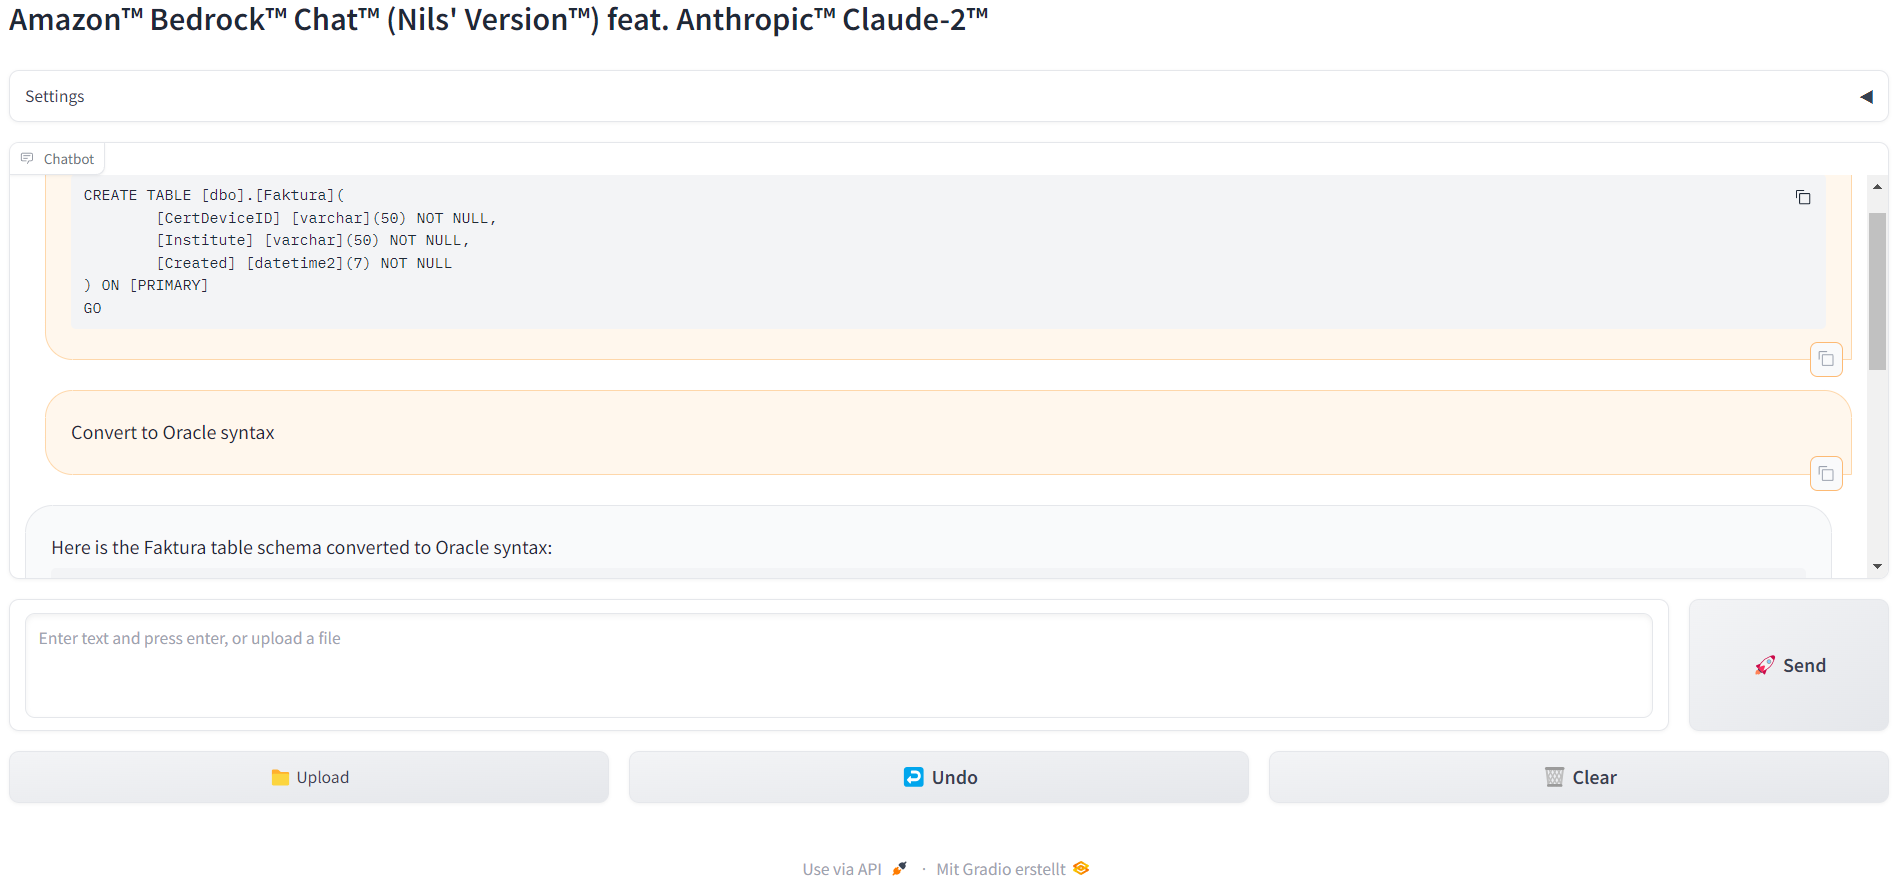 Amazon™ Bedrock™ Chat™ (Nils' Version™) feat. Anthropic™ Claude-2™
Settings
Chatbot
CREATE TABLE [dbo].[Faktura](
        [CertDeviceID] [varchar](50) NOT NULL,
        [Institute] [varchar](50) NOT NULL,
        [Created] [datetime2](7) NOT NULL
) ON [PRIMARY]
GO
Convert to Oracle syntax
Here is the Faktura table schema converted to Oracle syntax:
Enter text and press enter, or upload a file
Send
Upload
Undo
Clear
Use via API · Mit Gradio erstellt